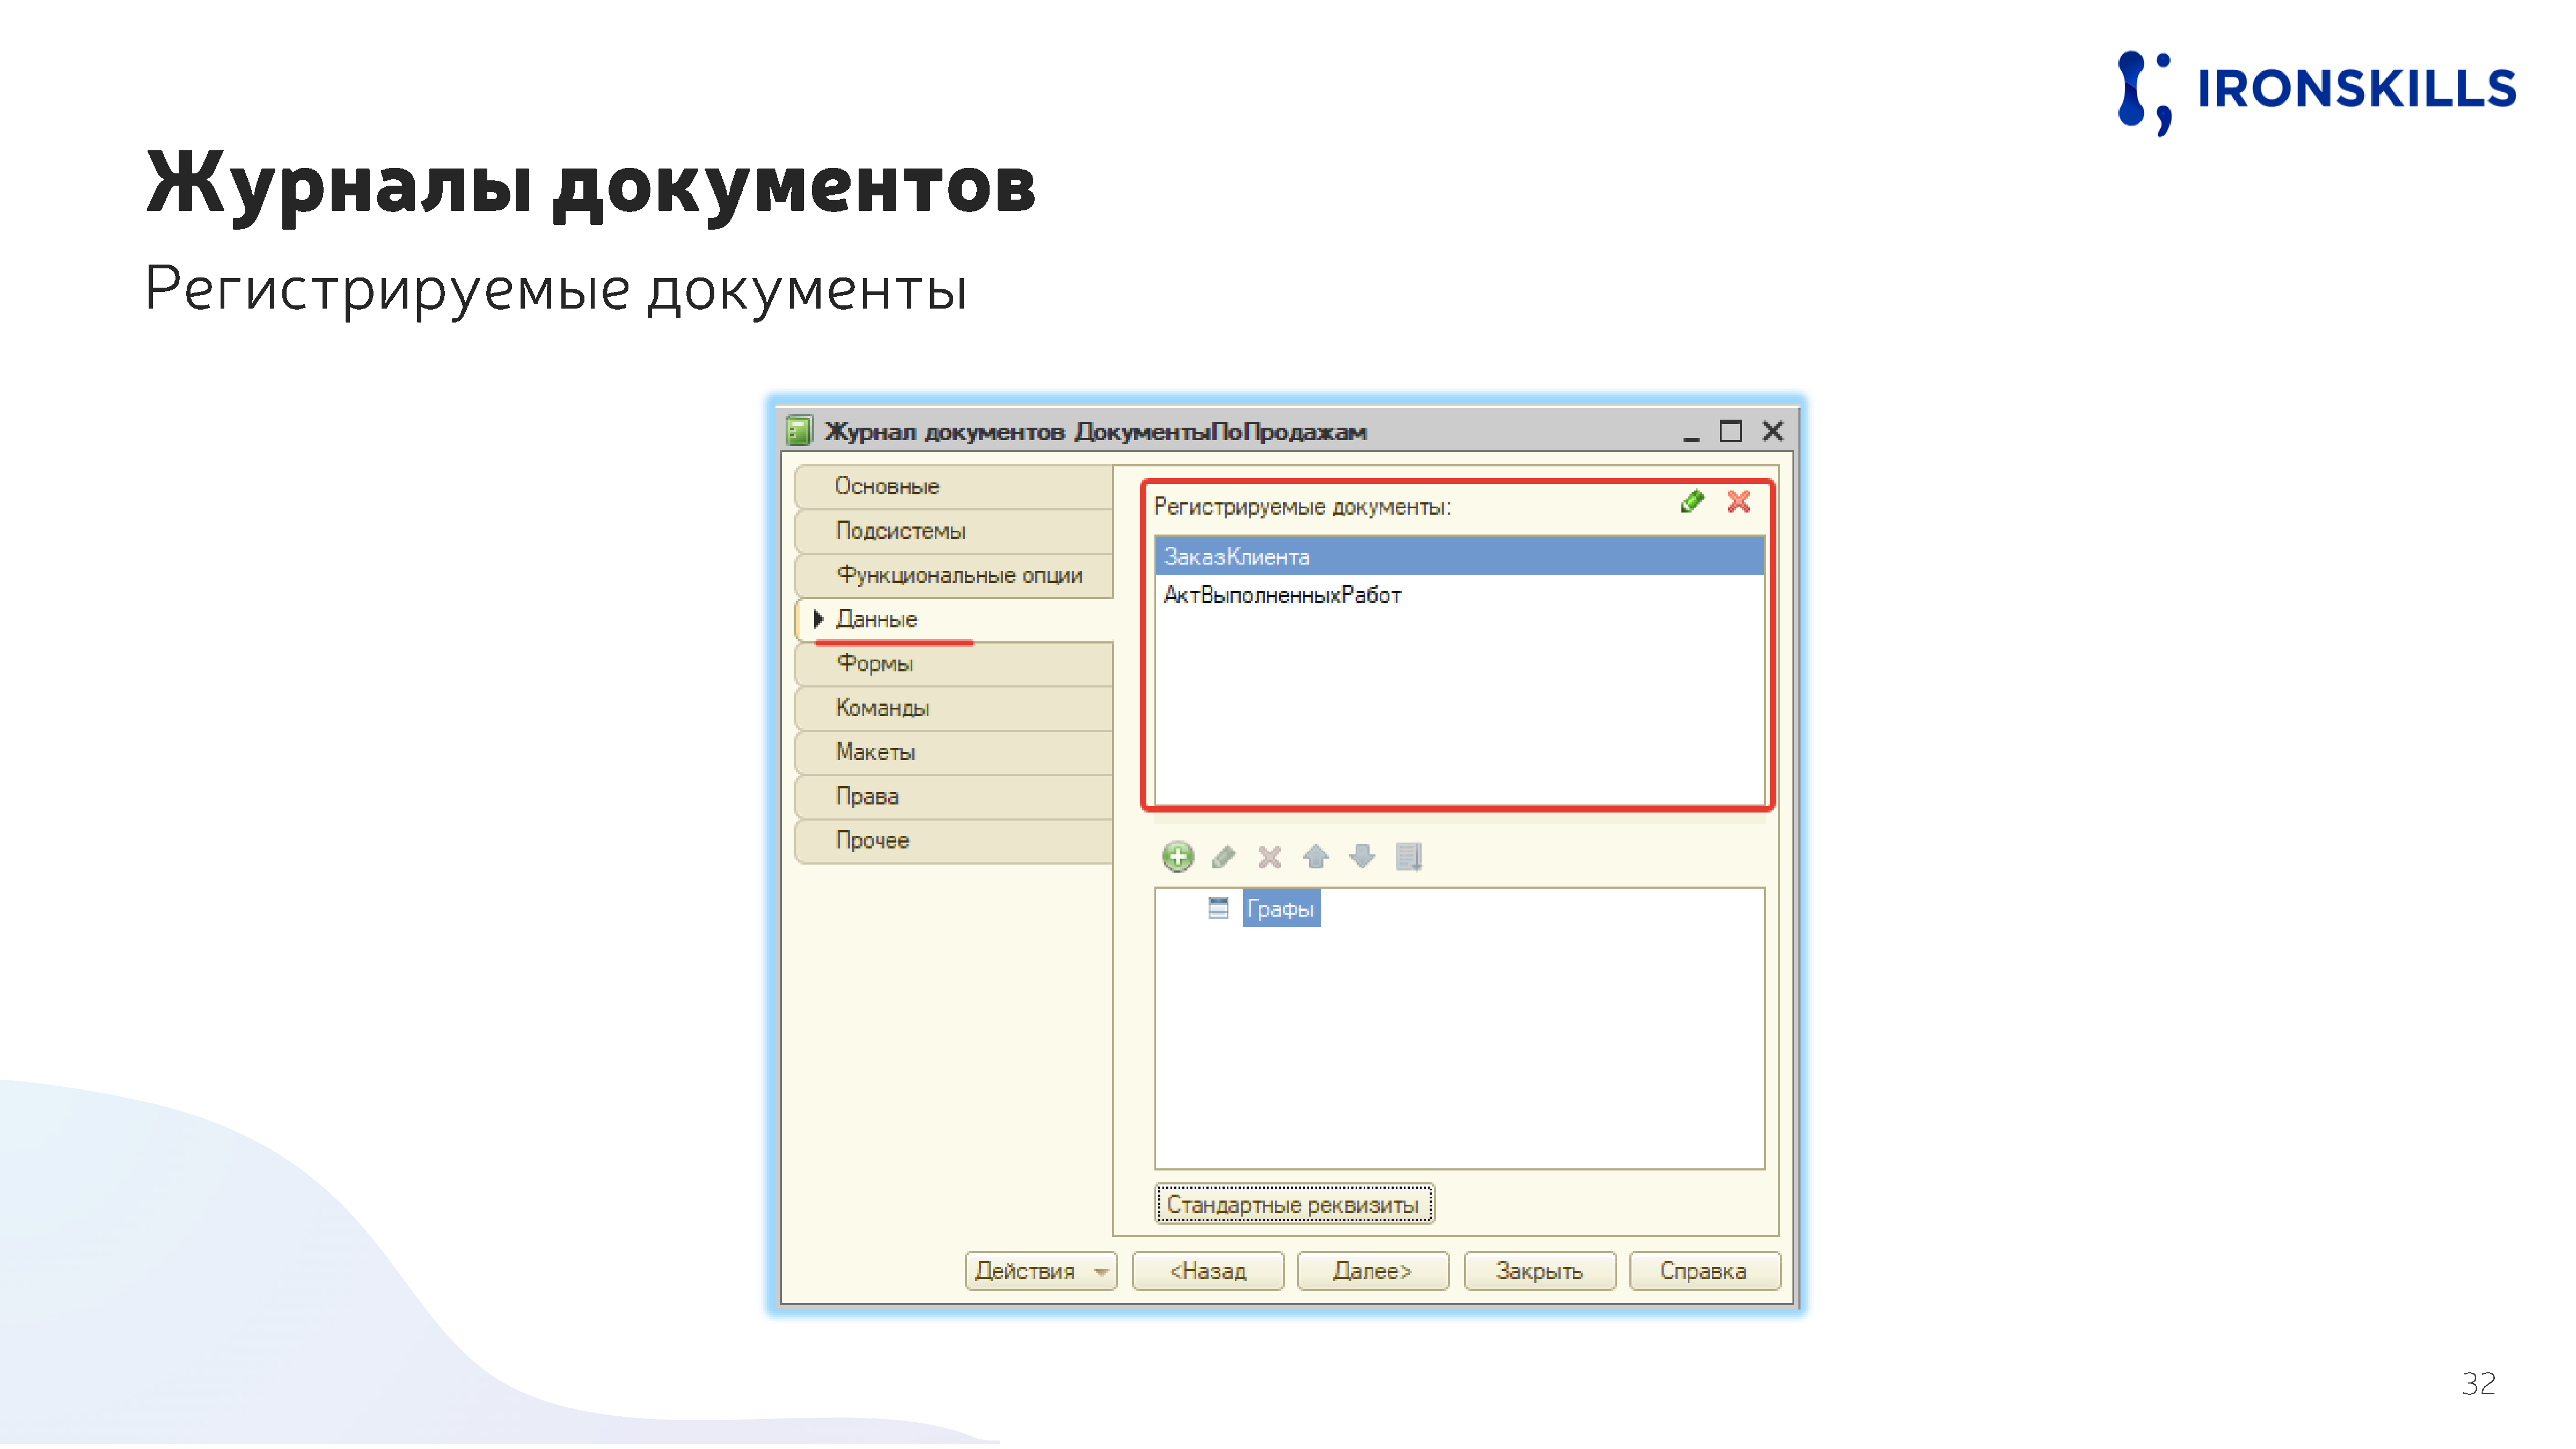 IRONSKILLS
Журналы документов
Регистрируемые документы
Журнал документов ДокументыПоПродажам
Основные
Подсистемы
Функциональные опции
Данные
Формы
Команды
Макеты
Права
Прочее
Регистрируемые документы:
ЗаказКлиента
АктВыполненныхРабот
Графы
Стандартные реквизиты
Действия
<Назад
Далее>
Закрыть
Справка
32